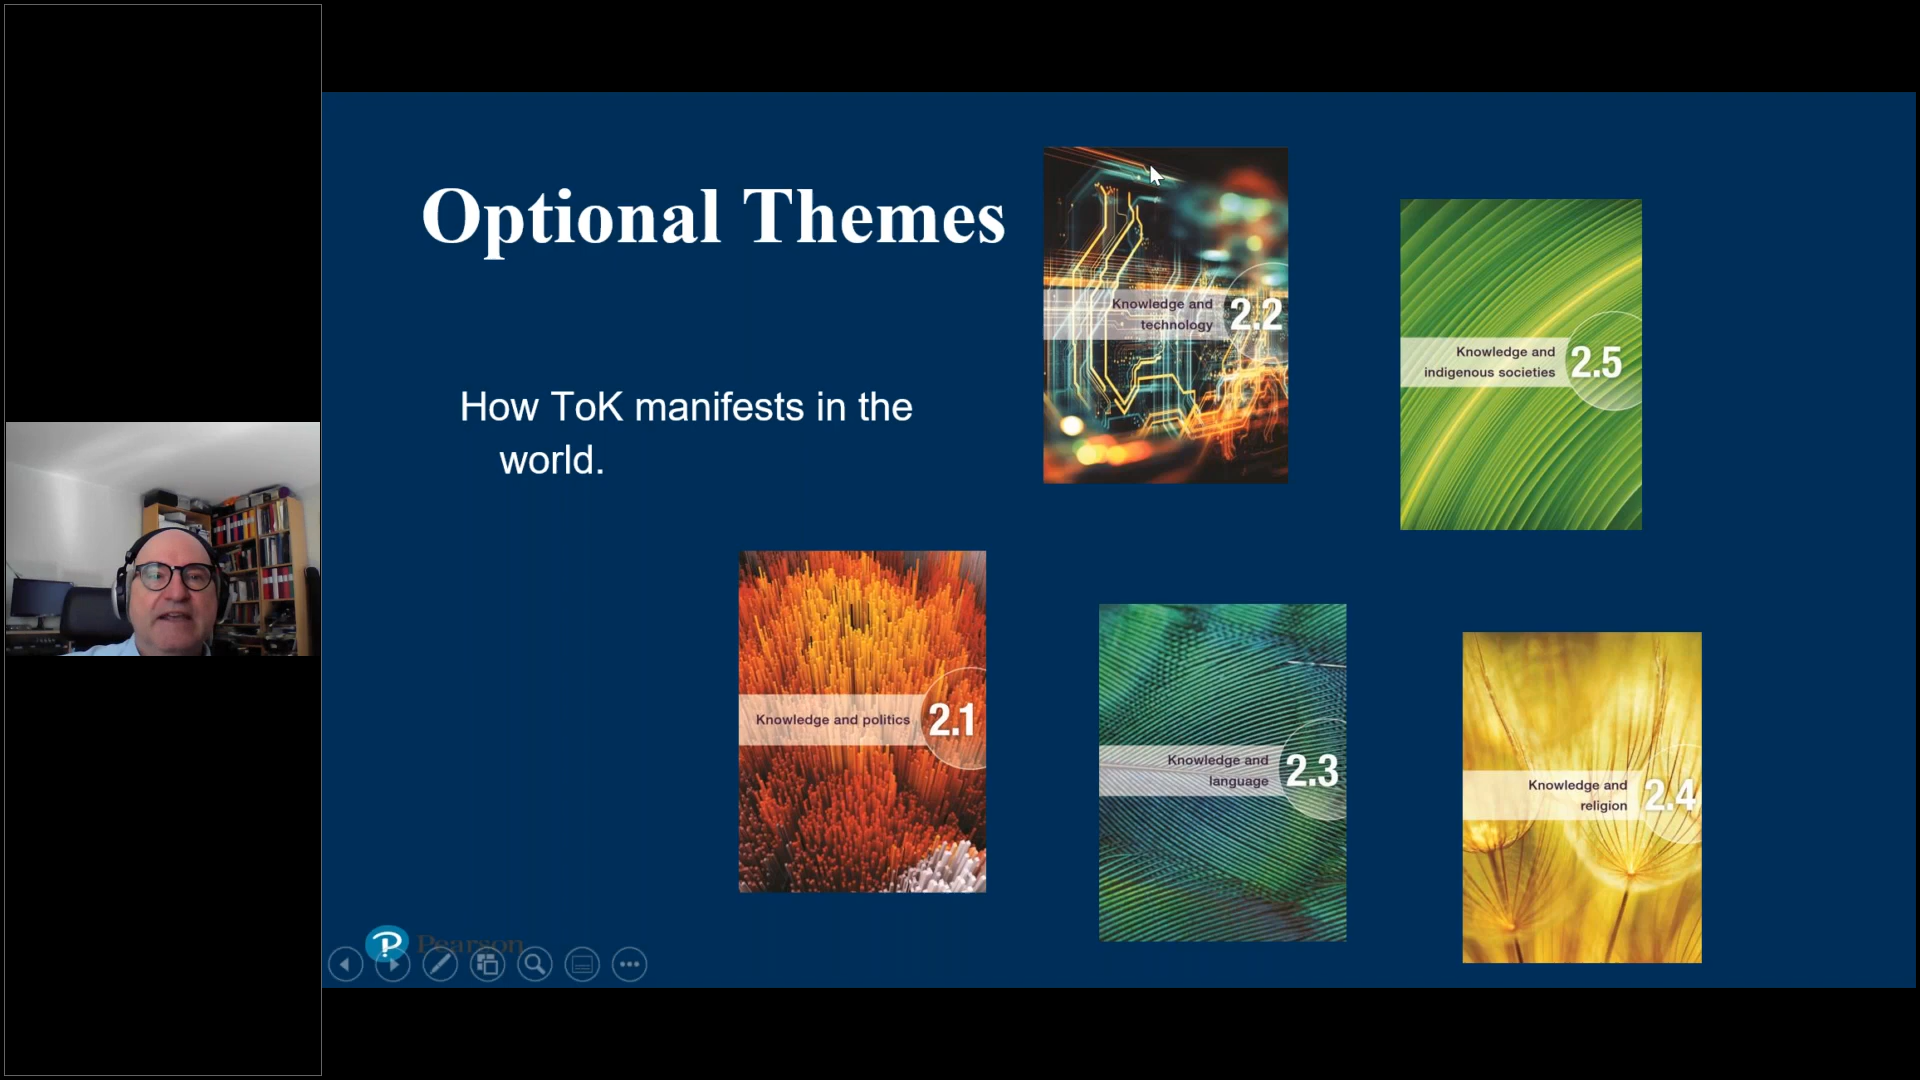 Optional Themes
How ToK manifests in the
world.
Knowledge and
technology
2.2
Knowledge and
indigenous societies
2.5
Knowledge and politics
2.1
Knowledge and
language
2.3
Knowledge and
religion
2.4
Pearson